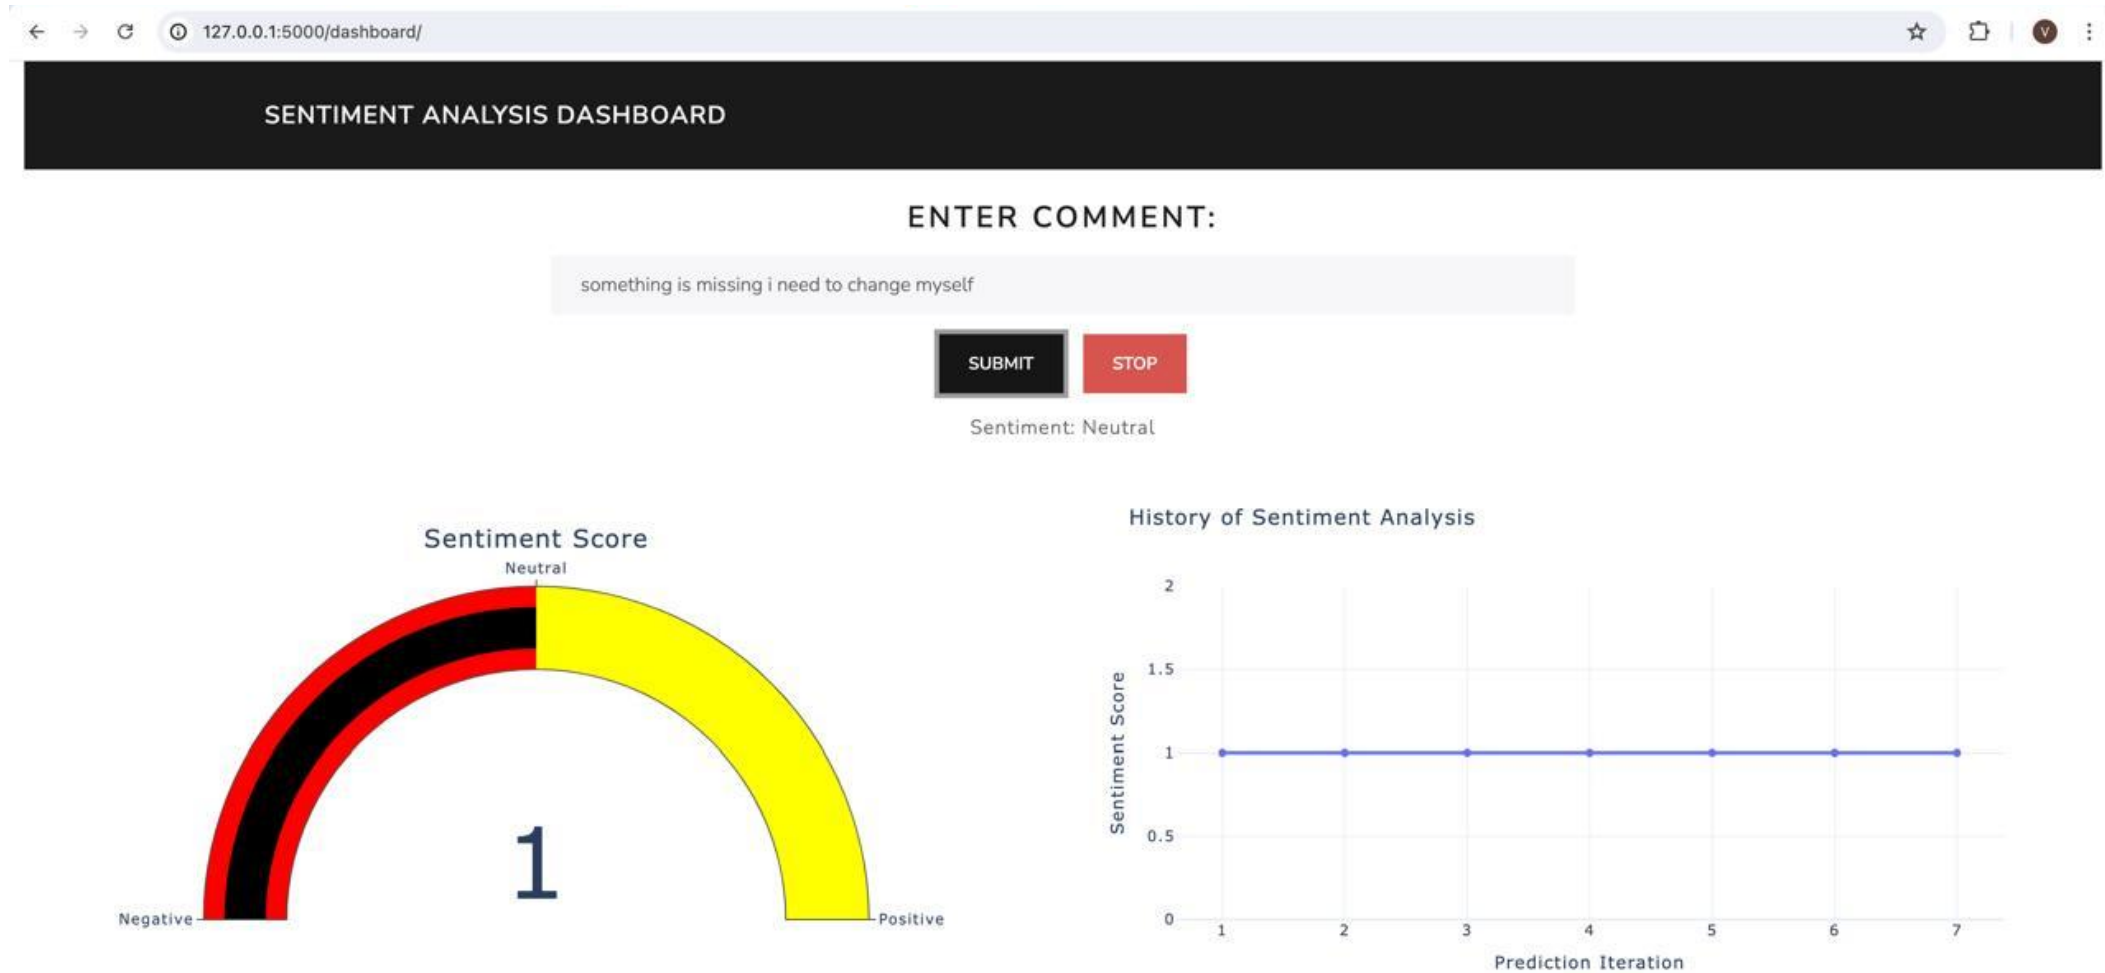 127.0.0.1:5000/dashboard/
V
SENTIMENT ANALYSIS DASHBOARD
ENTER COMMENT:
something is missing i need to change myself
SUBMIT STOP
Sentiment: Neutral
Sentiment Score
Neutral
1
Negative
Positive
History of Sentiment Analysis
2
1.5
1
0.5
0
Sentiment Score
1 2 3 4 5 6 7
Prediction Iteration